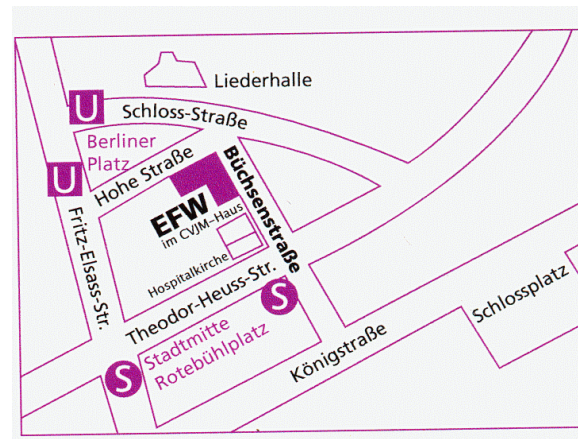 Liederhalle
U
Schloss-Straße
Berliner
Platz
U
Hohe Straße
Büchsenstraße
EFW
im CVJM-Haus
Fritz-Elsass-Str.
Hospitalkirche
Theodor-Heuss-Str.
S
Schlossplatz
Stadtmitte
Rotebühlplatz
S
Königstraße